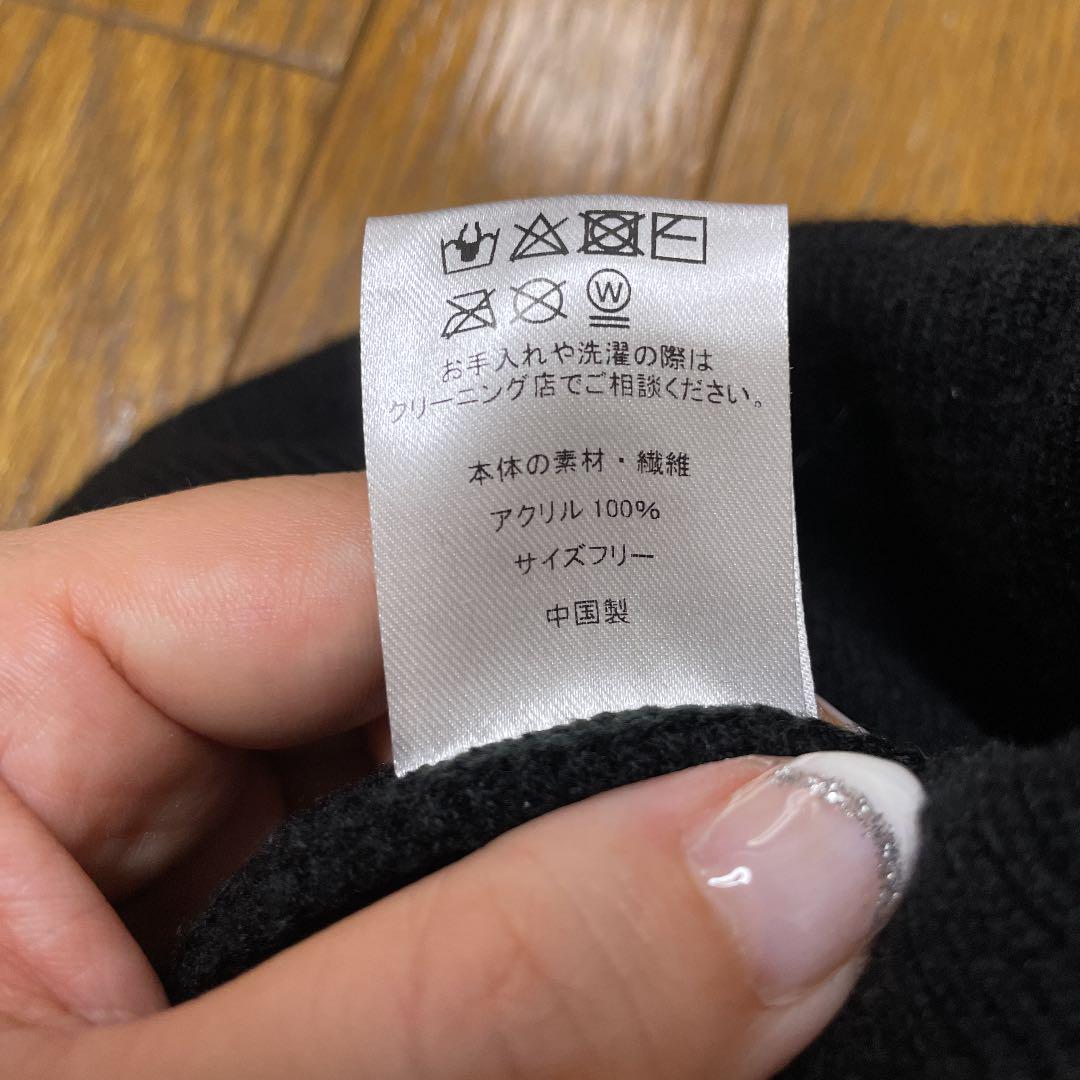 W
お手入れや洗濯の際は
クリーニング店でご相談ください。
本体の素材・繊維
アクリル 100%
サイズフリー
中国製